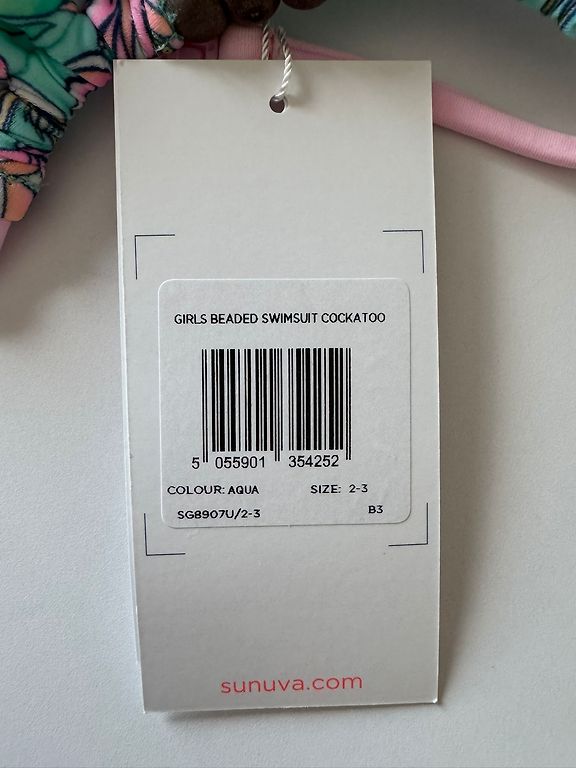 GIRLS BEADED SWIMSUIT COCKATOO
5 055901 354252
COLOUR: AQUA SIZE: 2-3
SG8907U/2-3 B3
sunuva.com